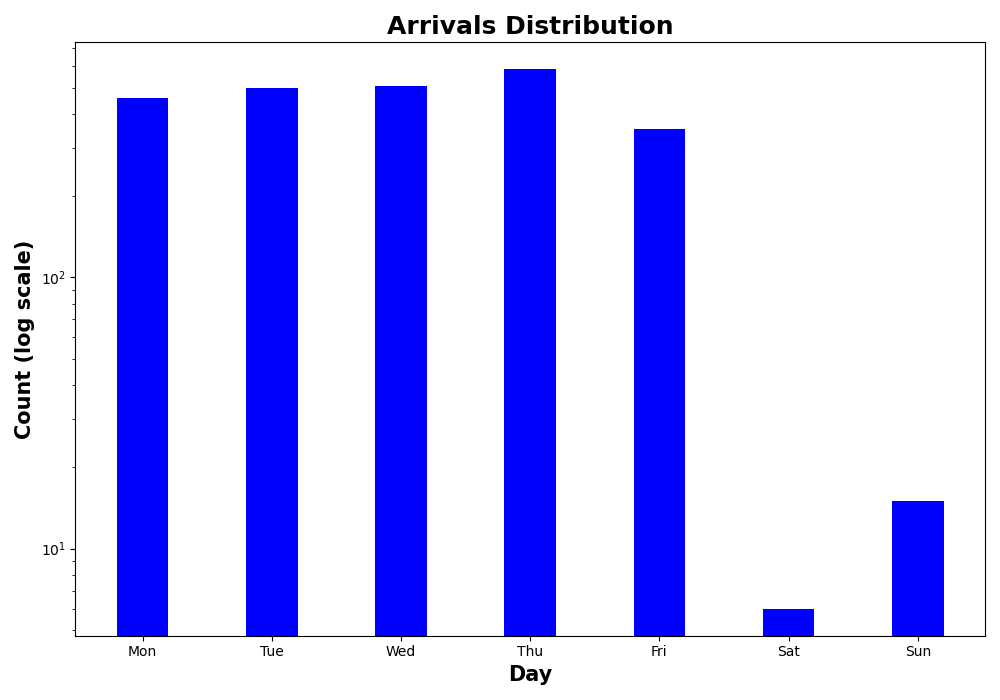 Arrivals Distribution
Count (log scale)
10²
10¹
Mon Tue Wed Thu Fri Sat Sun
Day